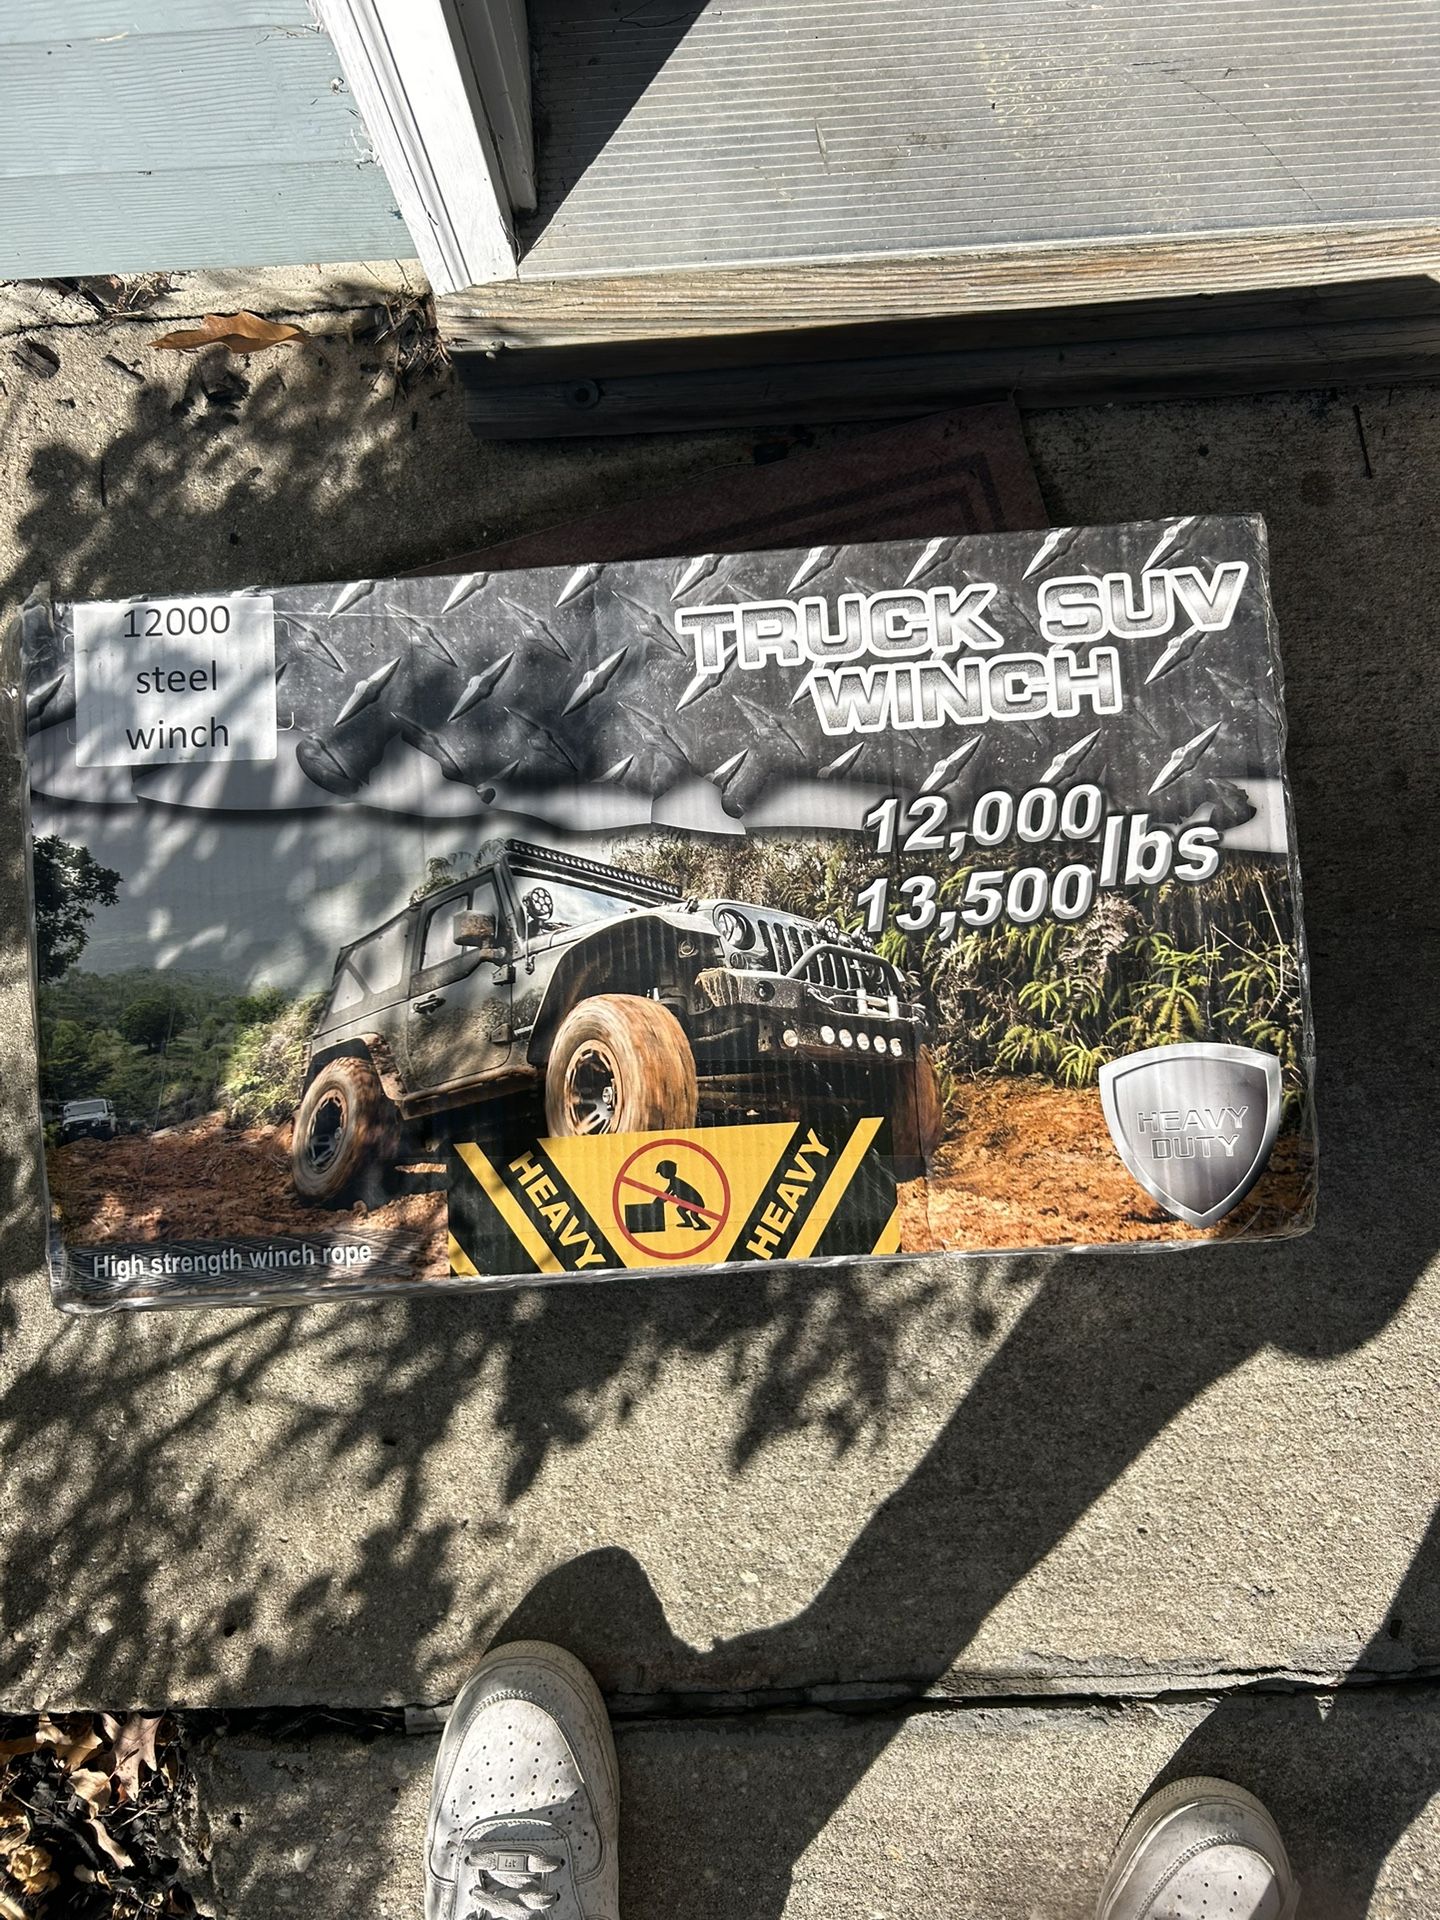 12000
steel
winch
TRUCK SUV
WINCH
12,000
13,500 lbs
HEAVY
DUTY
HEAVY
HEAVY
High strength winch rope